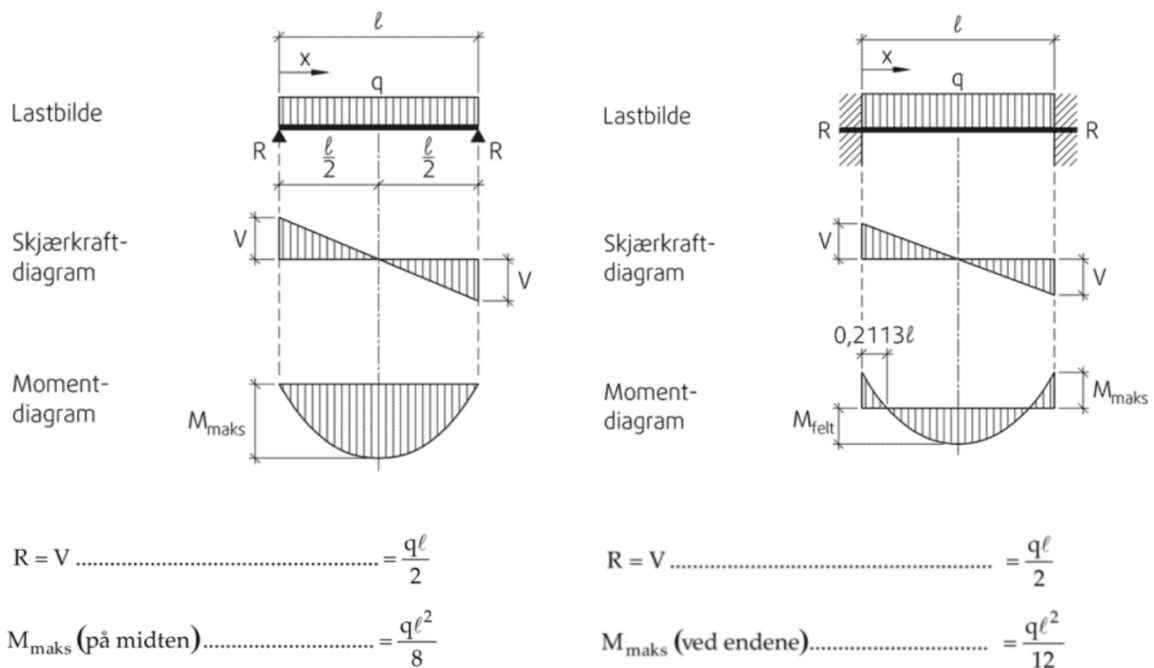 ℓ
x
q
Lastbilde
R
R
ℓ/2
ℓ/2
Skjærkraft-
diagram
V
V
Moment-
diagram
M_maks
R = V ............................................. = qℓ/2
M_maks (på midten) ......................... = qℓ²/8
ℓ
x
q
Lastbilde
R
R
Skjærkraft-
diagram
V
V
0,2113ℓ
Moment-
diagram
M_felt
M_maks
R = V ................................................ = qℓ/2
M_maks (ved endene) ........................... = qℓ²/12